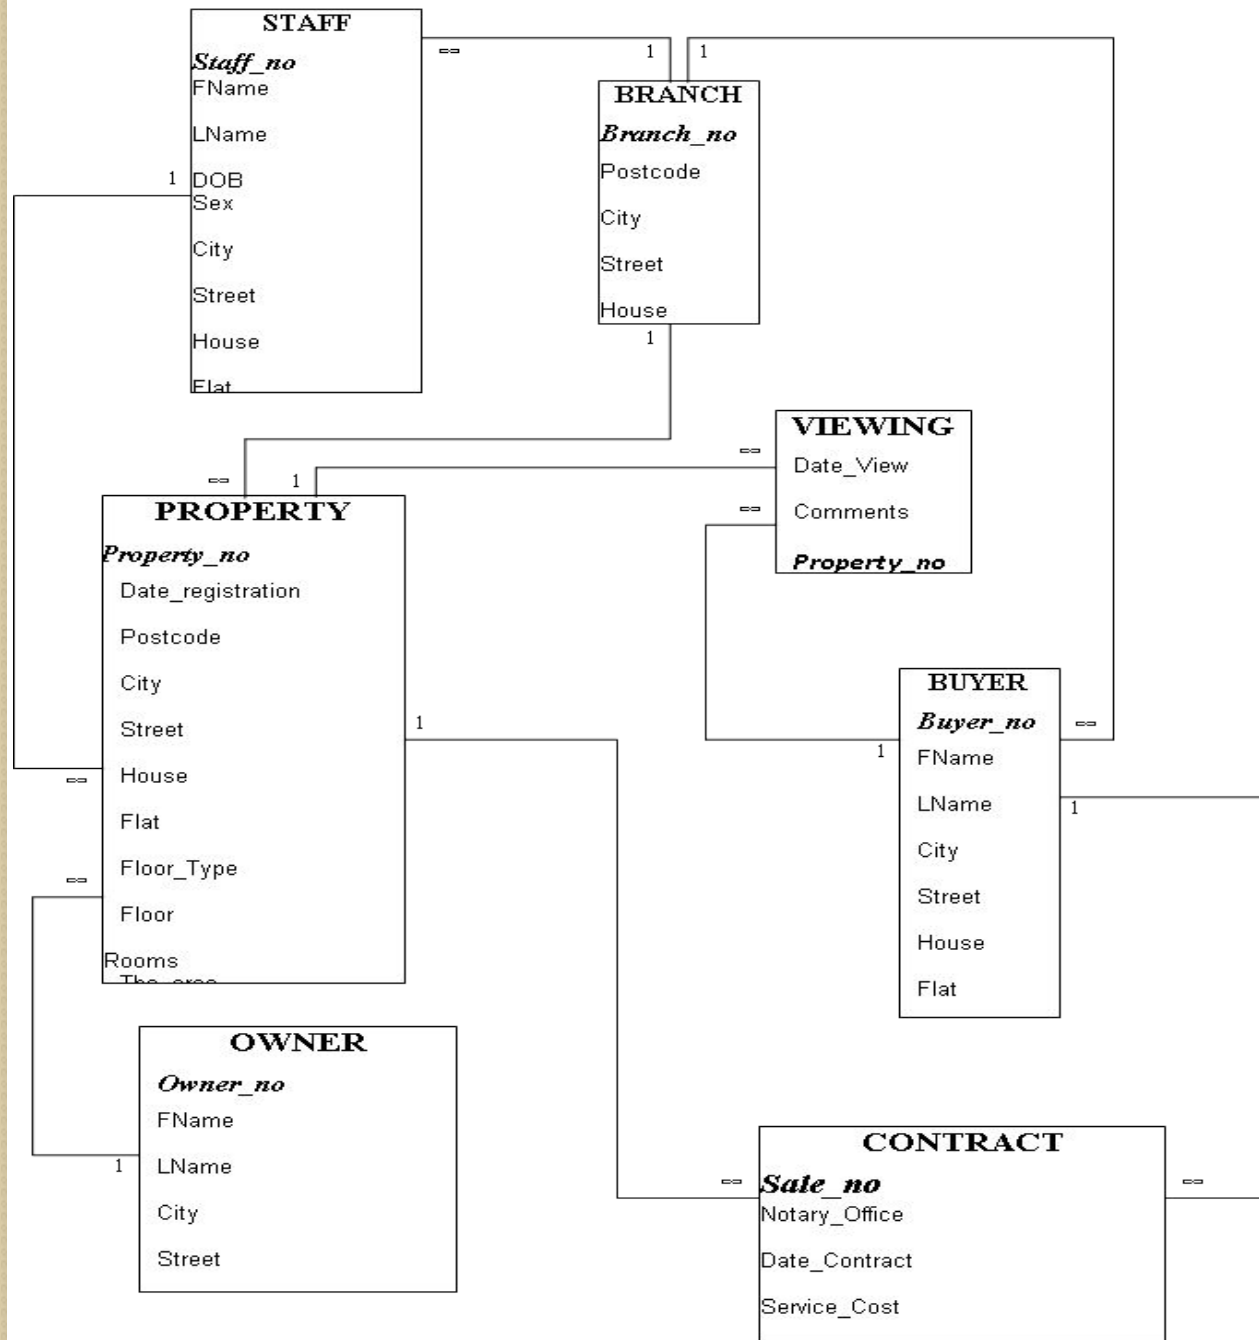 STAFF
Staff_no
FName
LName
DOB
Sex
City
Street
House
Flat
∞
1
1
BRANCH
Branch_no
Postcode
City
Street
House
1
1
∞
1
∞
∞
VIEWING
Date_View
Comments
Property_no
PROPERTY
Property_no
Date_registration
Postcode
City
Street
House
Flat
Floor_Type
Floor
Rooms
The_area
1
∞
∞
BUYER
Buyer_no
FName
LName
City
Street
House
Flat
1
∞
1
OWNER
Owner_no
FName
LName
City
Street
1
CONTRACT
Sale_no
Notary_Office
Date_Contract
Service_Cost
∞
∞